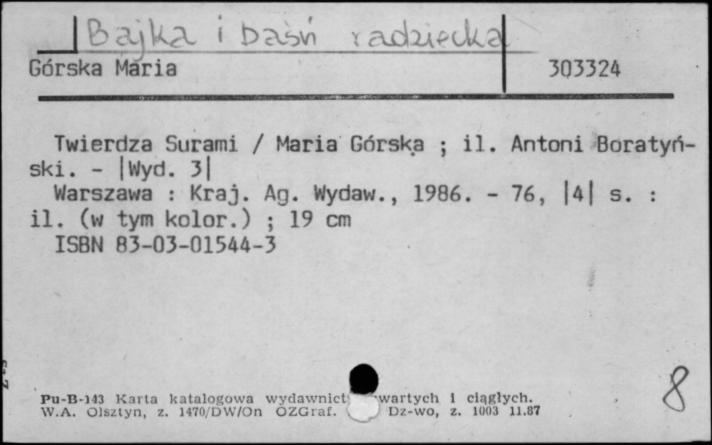 Bajka i baśń radziecka
Górska Maria 303324
Twierdza Surami / Maria Górska ; il. Antoni Boratyń-
ski. - |Wyd. 3|
Warszawa : Kraj. Ag. Wydaw., 1986. - 76, |4| s. :
il. (w tym kolor.) ; 19 cm
ISBN 83-03-01544-3
Pu-B-143 Karta katalogowa wydawnict wartych i ciągłych.
W.A. Olsztyn, z. 1470/DW/On OZGraf. Dz-wo, z. 1003 11.87
8